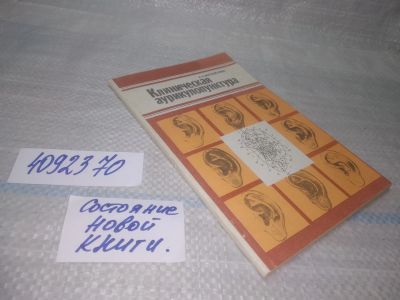 Клиническая
аурикулопунктура
4092370
Состояние
новой
книги.